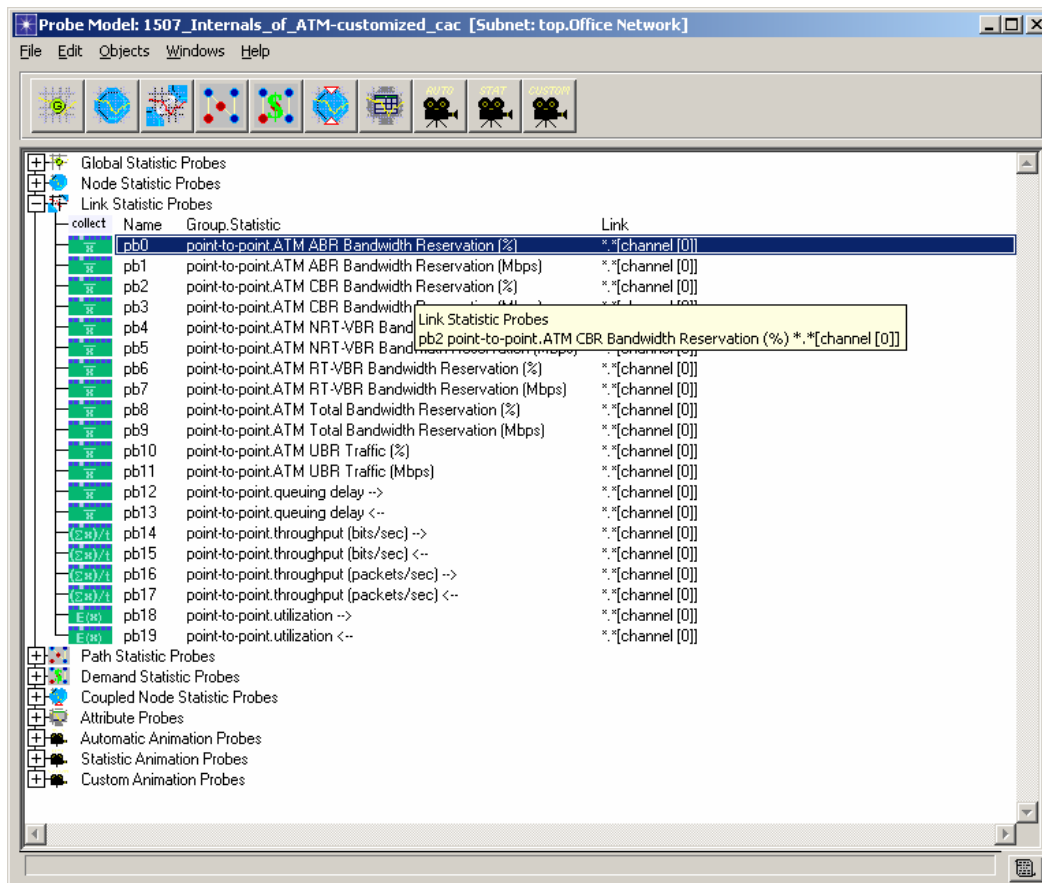 Probe Model: 1507_Internals_of_ATM-customized_cac [Subnet: top.Office Network]
File Edit Objects Windows Help
G $ AUTO STAT CUSTOM
Global Statistic Probes
Node Statistic Probes
Link Statistic Probes
collect Name Group.Statistic Link
pb0 point-to-point.ATM ABR Bandwidth Reservation (%) *.*[channel [0]]
pb1 point-to-point.ATM ABR Bandwidth Reservation (Mbps) *.*[channel [0]]
pb2 point-to-point.ATM CBR Bandwidth Reservation (%) *.*[channel [0]]
pb3 point-to-point.ATM CBR Bandwidth
Link Statistic Probes
pb2 point-to-point.ATM CBR Bandwidth Reservation (%) *.*[channel [0]]
pb4 point-to-point.ATM NRT-VBR Band
pb5 point-to-point.ATM NRT-VBR
pb6 point-to-point.ATM RT-VBR Bandwidth Reservation (%) *.*[channel [0]]
pb7 point-to-point.ATM RT-VBR Bandwidth Reservation (Mbps) *.*[channel [0]]
pb8 point-to-point.ATM Total Bandwidth Reservation (%) *.*[channel [0]]
pb9 point-to-point.ATM Total Bandwidth Reservation (Mbps) *.*[channel [0]]
pb10 point-to-point.ATM UBR Traffic (%) *.*[channel [0]]
pb11 point-to-point.ATM UBR Traffic (Mbps) *.*[channel [0]]
pb12 point-to-point.queuing delay --> *.*[channel [0]]
pb13 point-to-point.queuing delay <-- *.*[channel [0]]
(Σx)/t pb14 point-to-point.throughput (bits/sec) --> *.*[channel [0]]
(Σx)/t pb15 point-to-point.throughput (bits/sec) <-- *.*[channel [0]]
(Σx)/t pb16 point-to-point.throughput (packets/sec) --> *.*[channel [0]]
(Σx)/t pb17 point-to-point.throughput (packets/sec) <-- *.*[channel [0]]
E(x) pb18 point-to-point.utilization --> *.*[channel [0]]
E(x) pb19 point-to-point.utilization <-- *.*[channel [0]]
Path Statistic Probes
Demand Statistic Probes
Coupled Node Statistic Probes
Attribute Probes
Automatic Animation Probes
Statistic Animation Probes
Custom Animation Probes